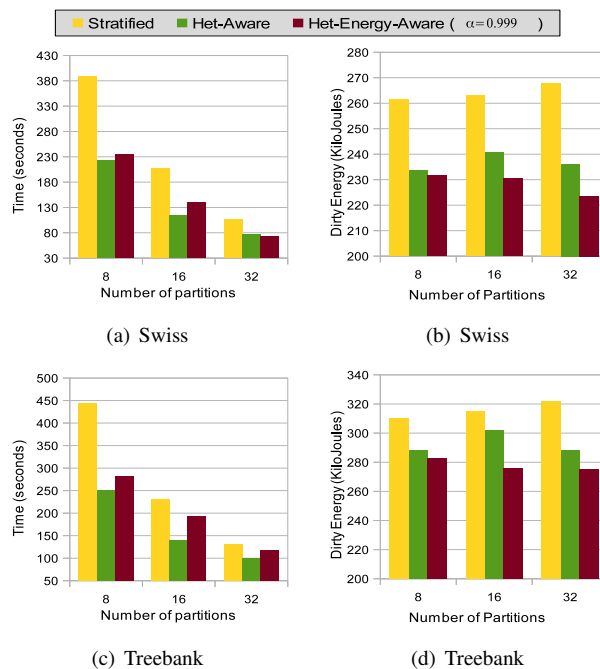 Stratified Het-Aware Het-Energy-Aware ( α=0.999 )
430
380
330
280
230
180
130
80
30
Time (seconds)
8 16 32
Number of partitions
(a) Swiss
280
270
260
250
240
230
220
210
200
Dirty Energy (KiloJoules)
8 16 32
Number of Partitions
(b) Swiss
500
450
400
350
300
250
200
150
100
50
Time (seconds)
8 16 32
Number of partitions
(c) Treebank
340
320
300
280
260
240
220
200
Dirty Energy (KiloJoules)
8 16 32
Number of Partitions
(d) Treebank